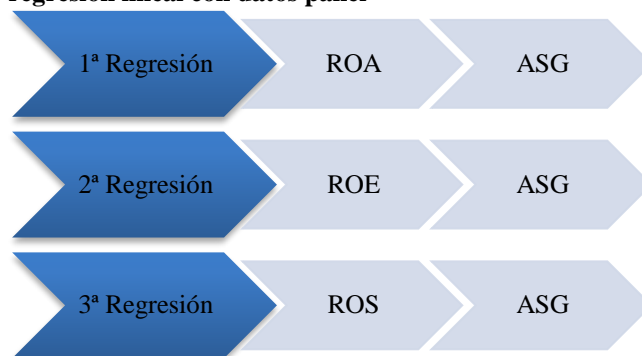 regresión lineal con datos panel
1ª Regresión ROA ASG
2ª Regresión ROE ASG
3ª Regresión ROS ASG